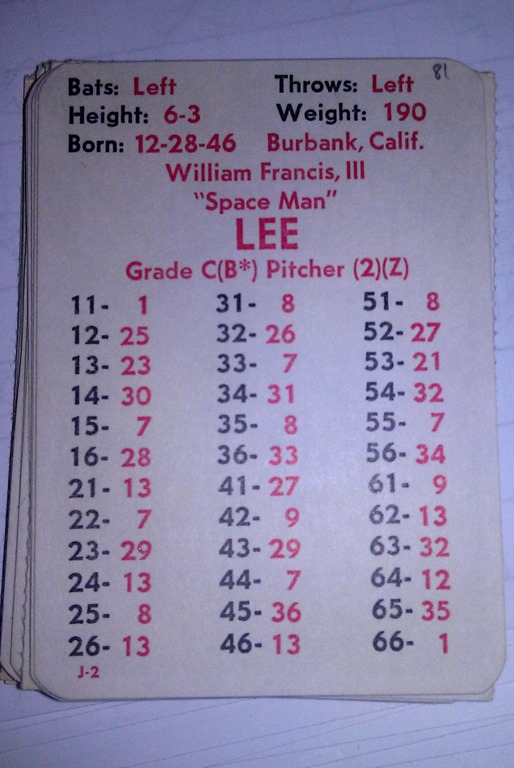 81
Bats: Left Throws: Left
Height: 6-3 Weight: 190
Born: 12-28-46 Burbank, Calif.
William Francis, III
"Space Man"
LEE
Grade C(B*) Pitcher (2)(Z)
11- 1 31- 8 51- 8
12- 25 32- 26 52- 27
13- 23 33- 7 53- 21
14- 30 34- 31 54- 32
15- 7 35- 8 55- 7
16- 28 36- 33 56- 34
21- 13 41- 27 61- 9
22- 7 42- 9 62- 13
23- 29 43- 29 63- 32
24- 13 44- 7 64- 12
25- 8 45- 36 65- 35
26- 13 46- 13 66- 1
J-2